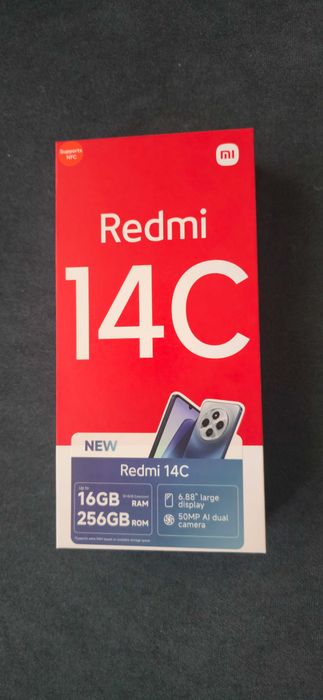 Supports
NFC
mi
Redmi
14C
NEW
Redmi 14C
Up to
16GB RAM
256GB ROM
6.88" large
display
50MP AI dual
camera